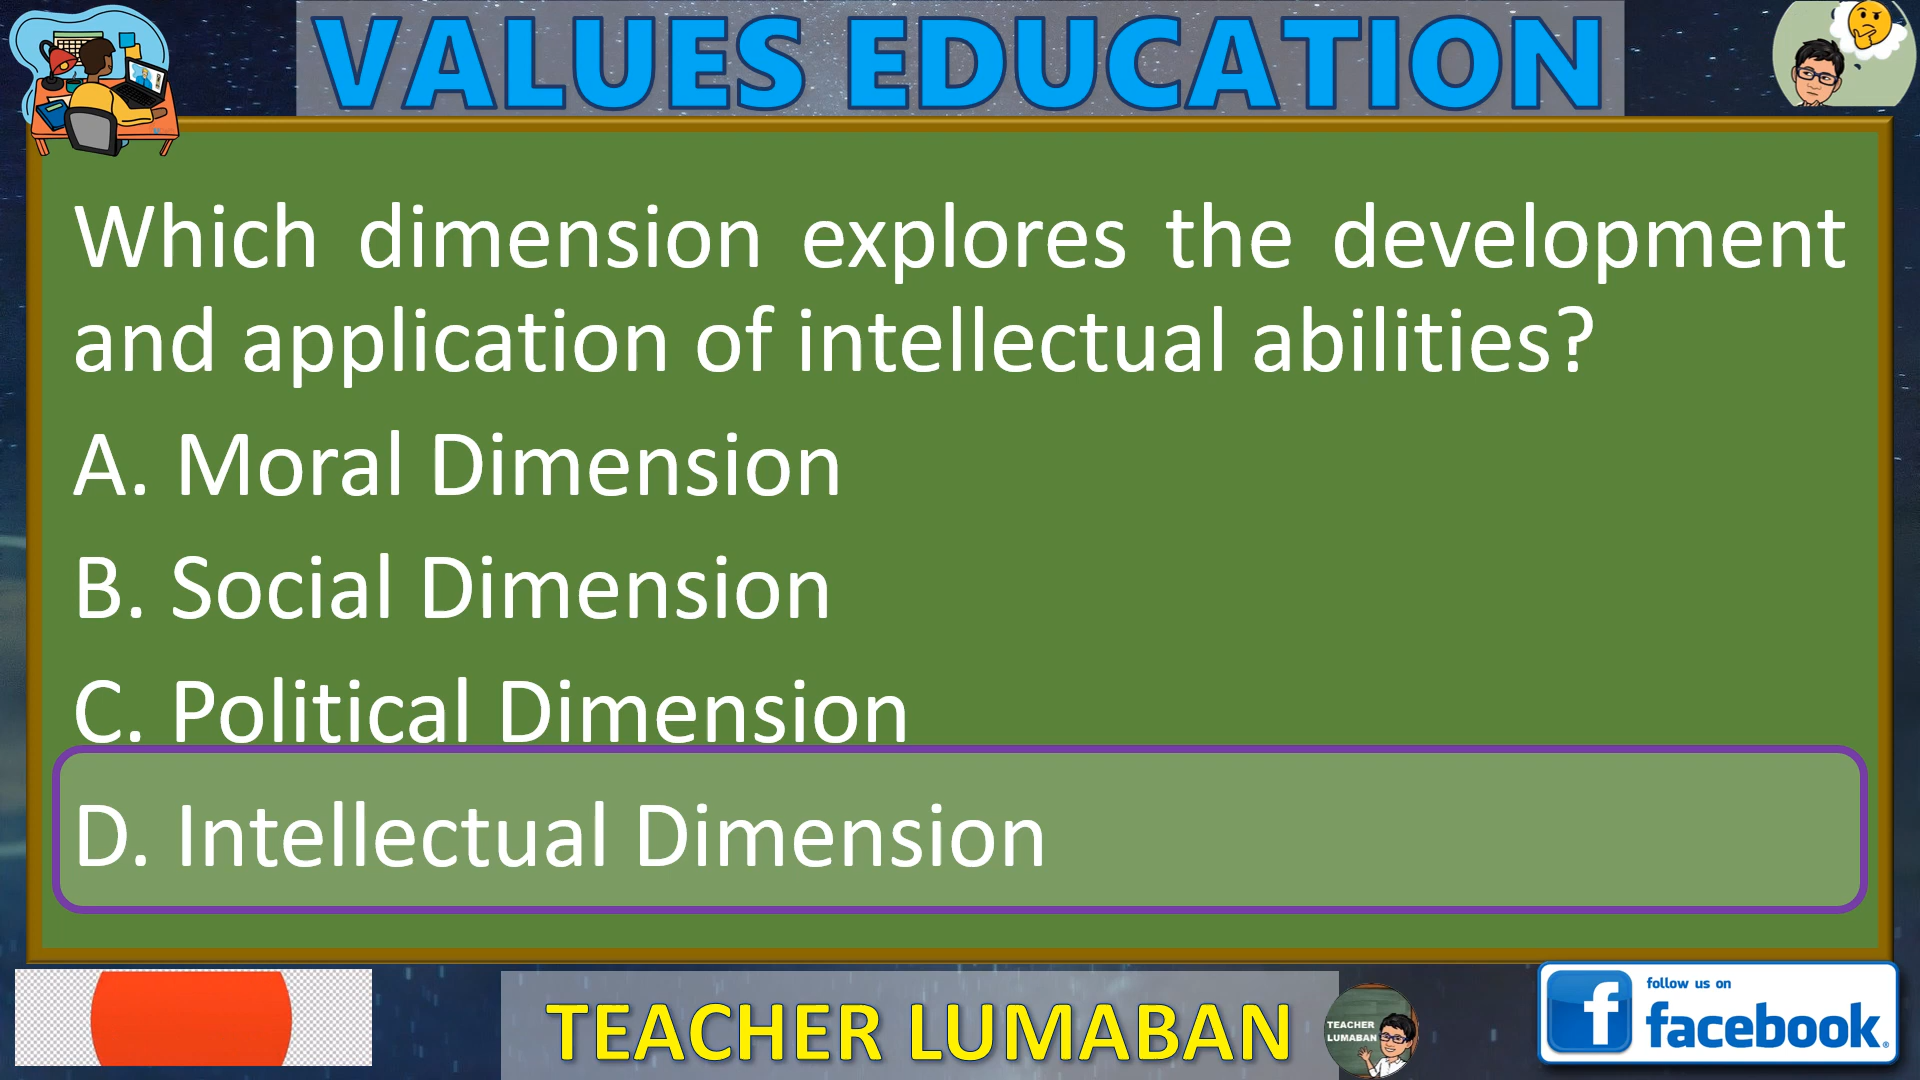 VALUES EDUCATION
Which dimension explores the development
and application of intellectual abilities?
A. Moral Dimension
B. Social Dimension
C. Political Dimension
D. Intellectual Dimension
TEACHER LUMABAN
TEACHER
LUMABAN
follow us on
facebook.